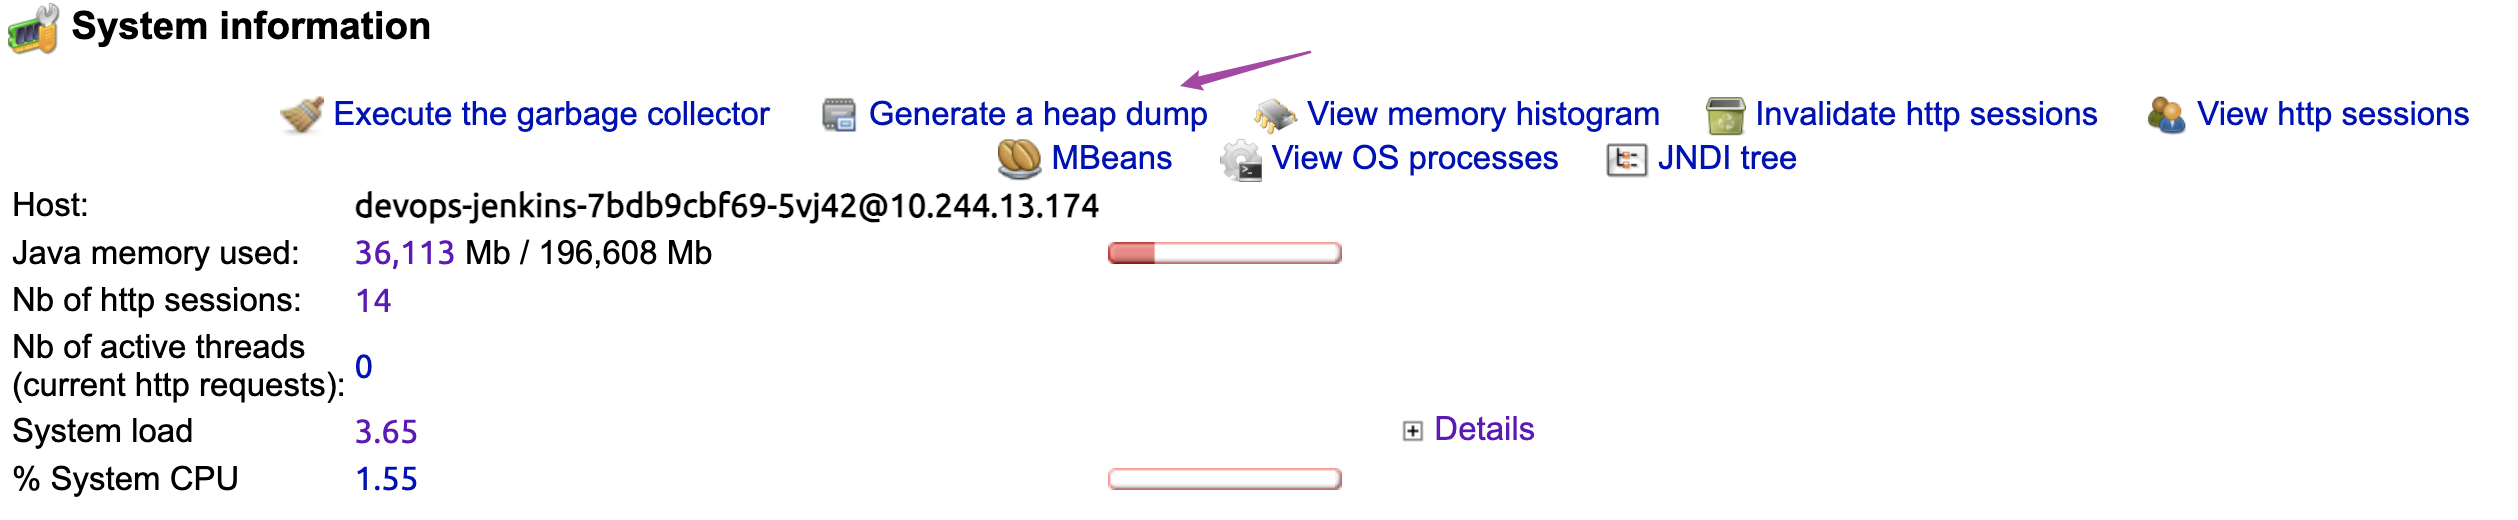 System information
Execute the garbage collector Generate a heap dump View memory histogram Invalidate http sessions View http sessions
MBeans View OS processes JNDI tree
Host: devops-jenkins-7bdb9cbf69-5vj42@10.244.13.174
Java memory used: 36,113 Mb / 196,608 Mb
Nb of http sessions: 14
Nb of active threads
(current http requests): 0
System load 3.65 Details
% System CPU 1.55